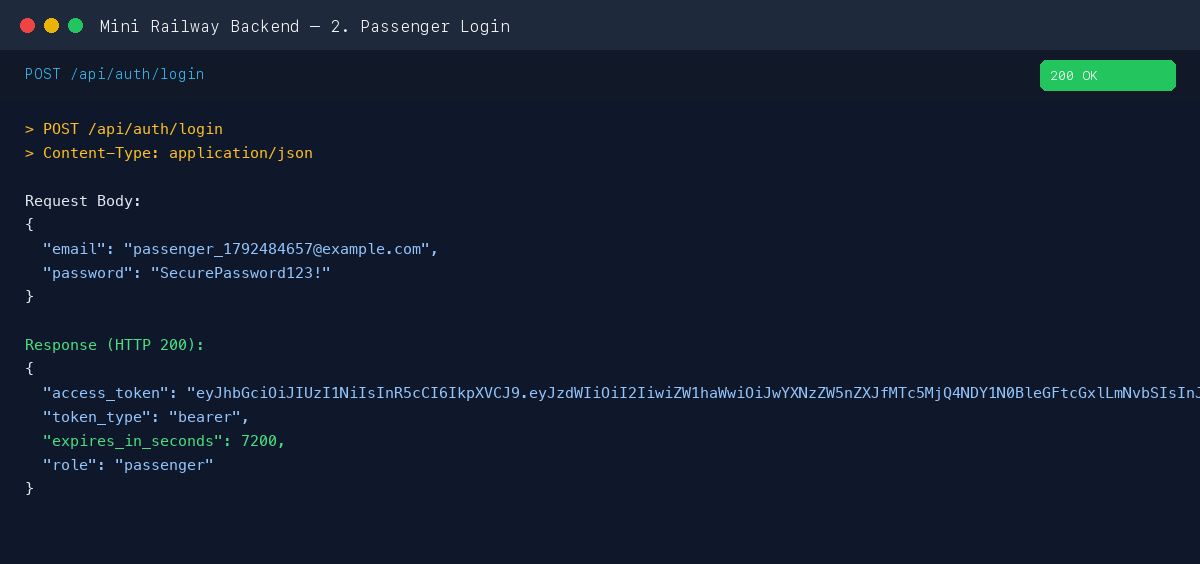 Mini Railway Backend — 2. Passenger Login
POST /api/auth/login
200 OK
> POST /api/auth/login
> Content-Type: application/json
Request Body:
{
  "email": "passenger_1792484657@example.com",
  "password": "SecurePassword123!"
}
Response (HTTP 200):
{
  "access_token": "eyJhbGciOiJIUzI1NiIsInR5cCI6IkpXVCJ9.eyJzdWIiOiI2IiwiZW1haWwiOiJwYXNzZW5nZXJfMTc5MjQ4NDY1N0BleGFtcGxlLmNvbSIsInJ
  "token_type": "bearer",
  "expires_in_seconds": 7200,
  "role": "passenger"
}